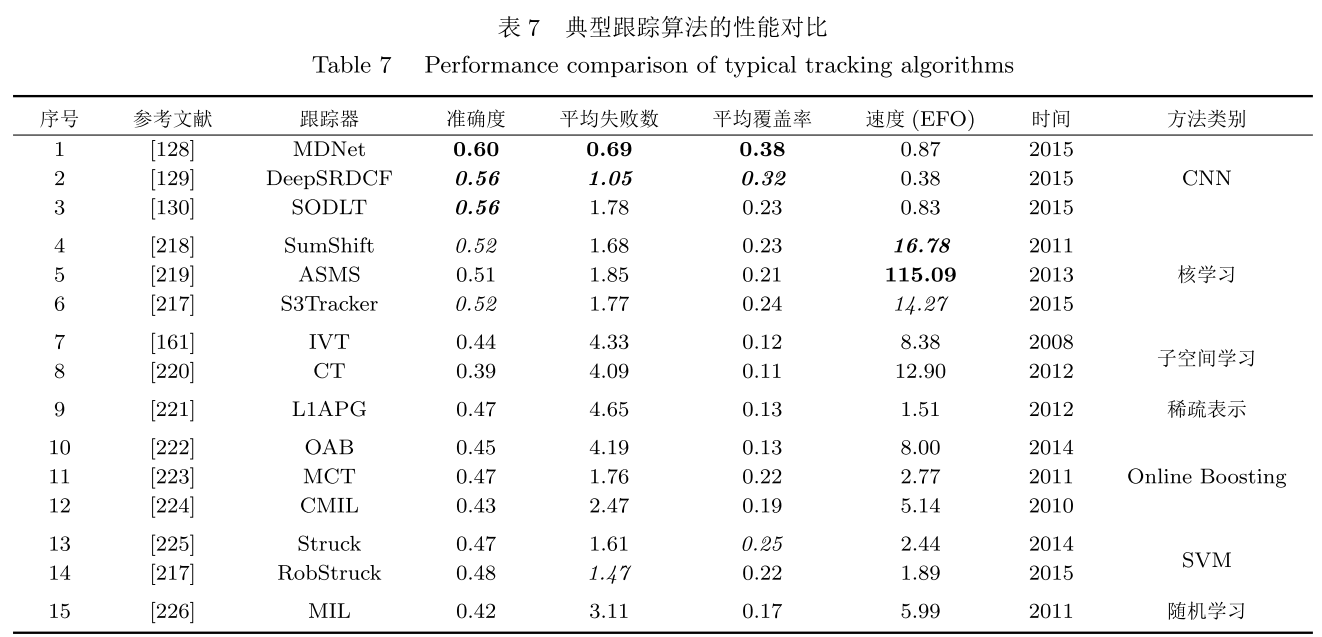 表 7 典型跟踪算法的性能对比
Table 7 Performance comparison of typical tracking algorithms
序号 参考文献 跟踪器 准确度 平均失败数 平均覆盖率 速度 (EFO) 时间 方法类别
1 [128] MDNet 0.60 0.69 0.38 0.87 2015
2 [129] DeepSRDCF 0.56 1.05 0.32 0.38 2015 CNN
3 [130] SODLT 0.56 1.78 0.23 0.83 2015
4 [218] SumShift 0.52 1.68 0.23 16.78 2011
5 [219] ASMS 0.51 1.85 0.21 115.09 2013 核学习
6 [217] S3Tracker 0.52 1.77 0.24 14.27 2015
7 [161] IVT 0.44 4.33 0.12 8.38 2008
子空间学习
8 [220] CT 0.39 4.09 0.11 12.90 2012
9 [221] L1APG 0.47 4.65 0.13 1.51 2012 稀疏表示
10 [222] OAB 0.45 4.19 0.13 8.00 2014
11 [223] MCT 0.47 1.76 0.22 2.77 2011 Online Boosting
12 [224] CMIL 0.43 2.47 0.19 5.14 2010
13 [225] Struck 0.47 1.61 0.25 2.44 2014
SVM
14 [217] RobStruck 0.48 1.47 0.22 1.89 2015
15 [226] MIL 0.42 3.11 0.17 5.99 2011 随机学习